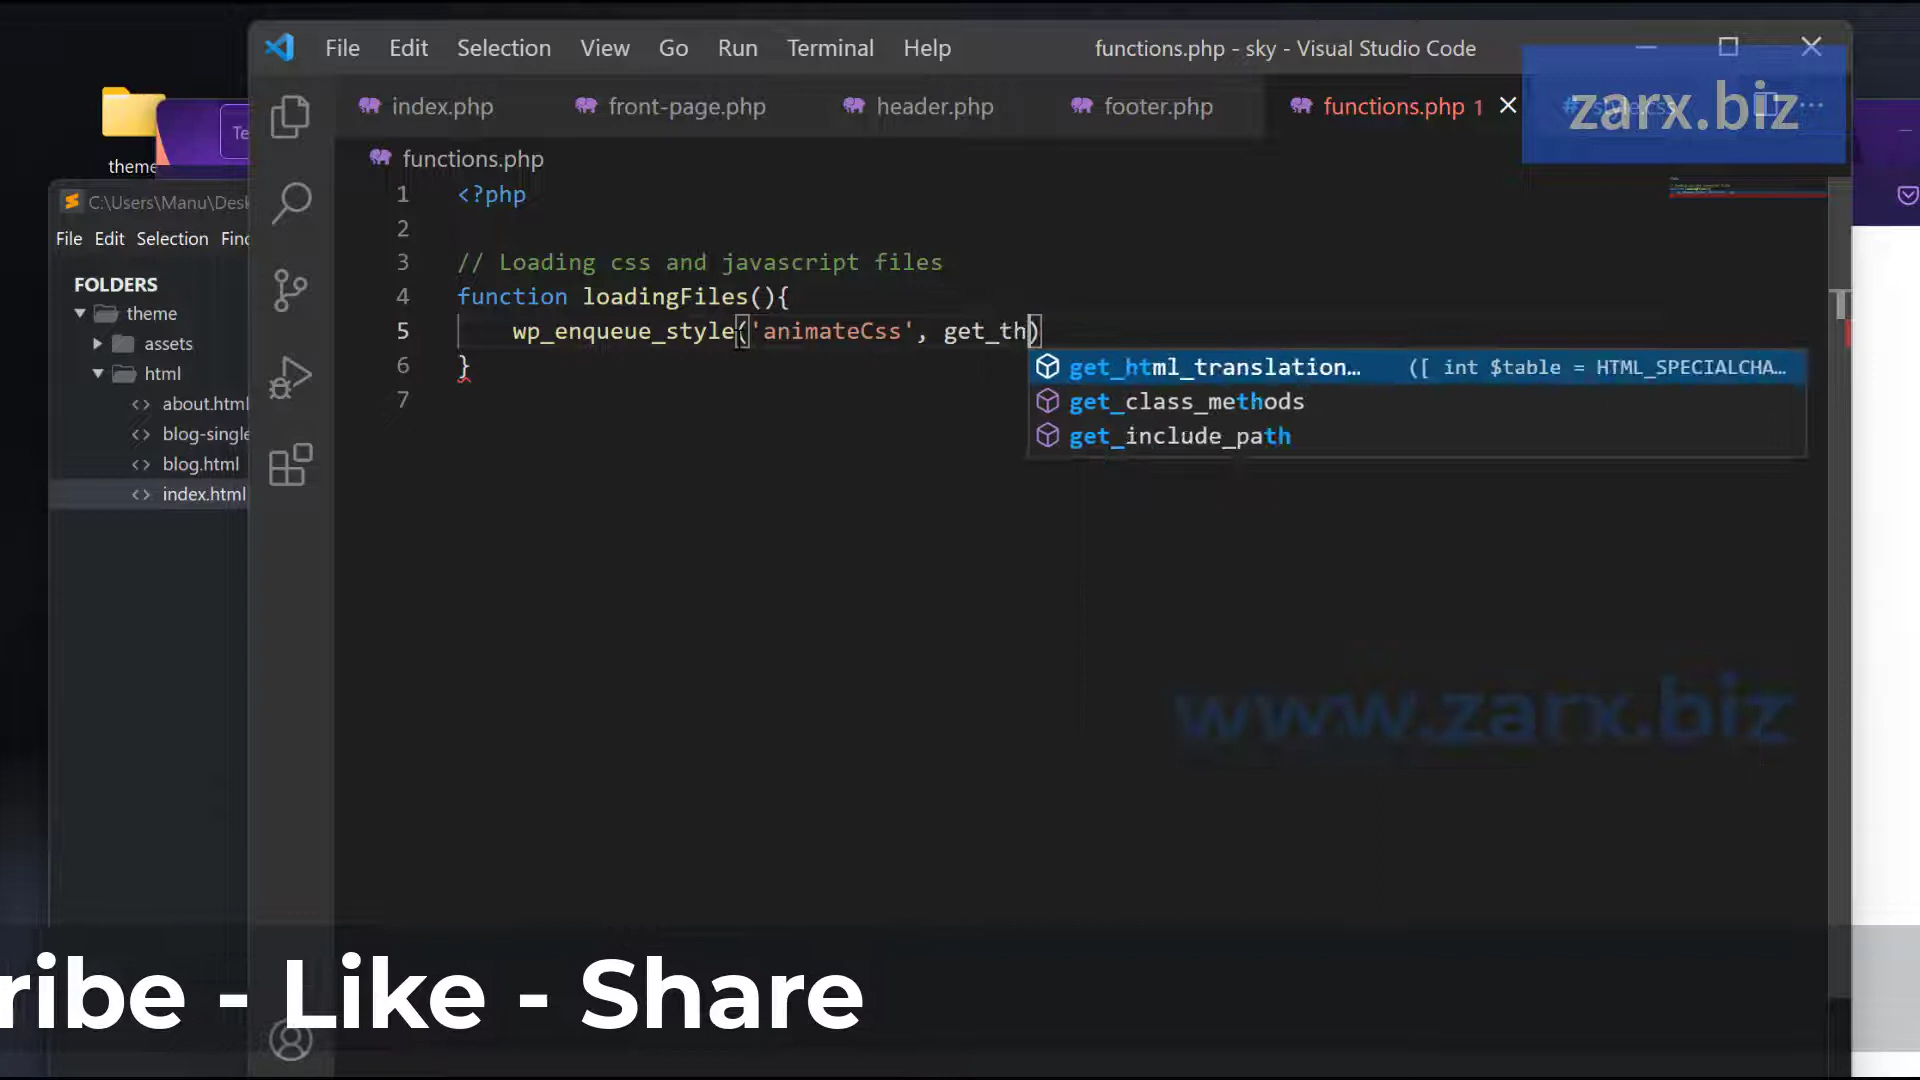 File Edit Selection View Go Run Terminal Help functions.php - sky - Visual Studio Code
zarx.biz
index.php front-page.php header.php footer.php functions.php 1
Te
theme
functions.php
1 <?php
2
3 // Loading css and javascript files
4 function loadingFiles(){
5 wp_enqueue_style('animateCss', get_th)
6 }
7
get_html_translation… ([ int $table = HTML_SPECIALCHA…
get_class_methods
get_include_path
C:\Users\Manu\Desk
File Edit Selection Find
FOLDERS
theme
assets
html
about.html
blog-single
blog.html
index.html
www.zarx.biz
ribe - Like - Share